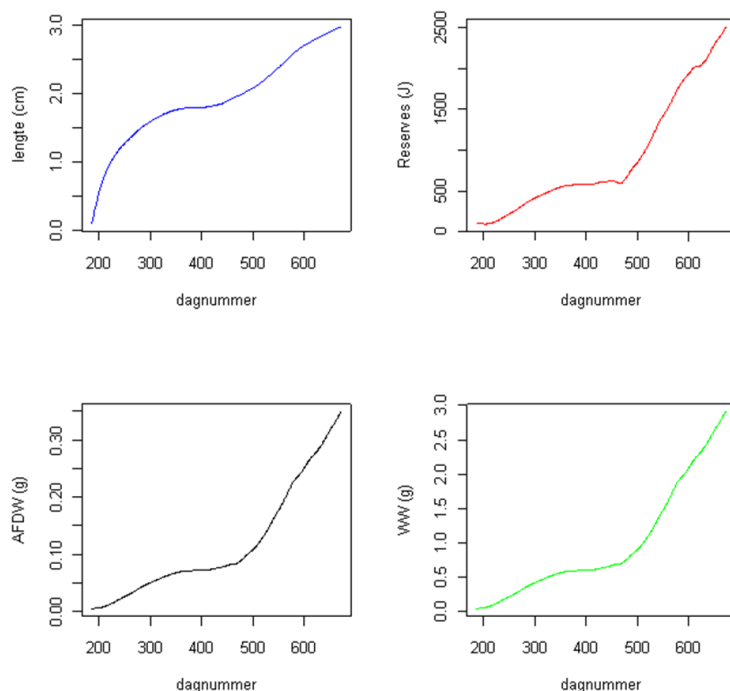 lengte (cm)
0.0 1.0 2.0 3.0
200 300 400 500 600
dagnummer
Reserves (J)
0 500 1500 2500
200 300 400 500 600
dagnummer
AFDW (g)
0.00 0.10 0.20 0.30
200 300 400 500 600
dagnummer
WW (g)
0.0 0.5 1.0 1.5 2.0 2.5 3.0
200 300 400 500 600
dagnummer